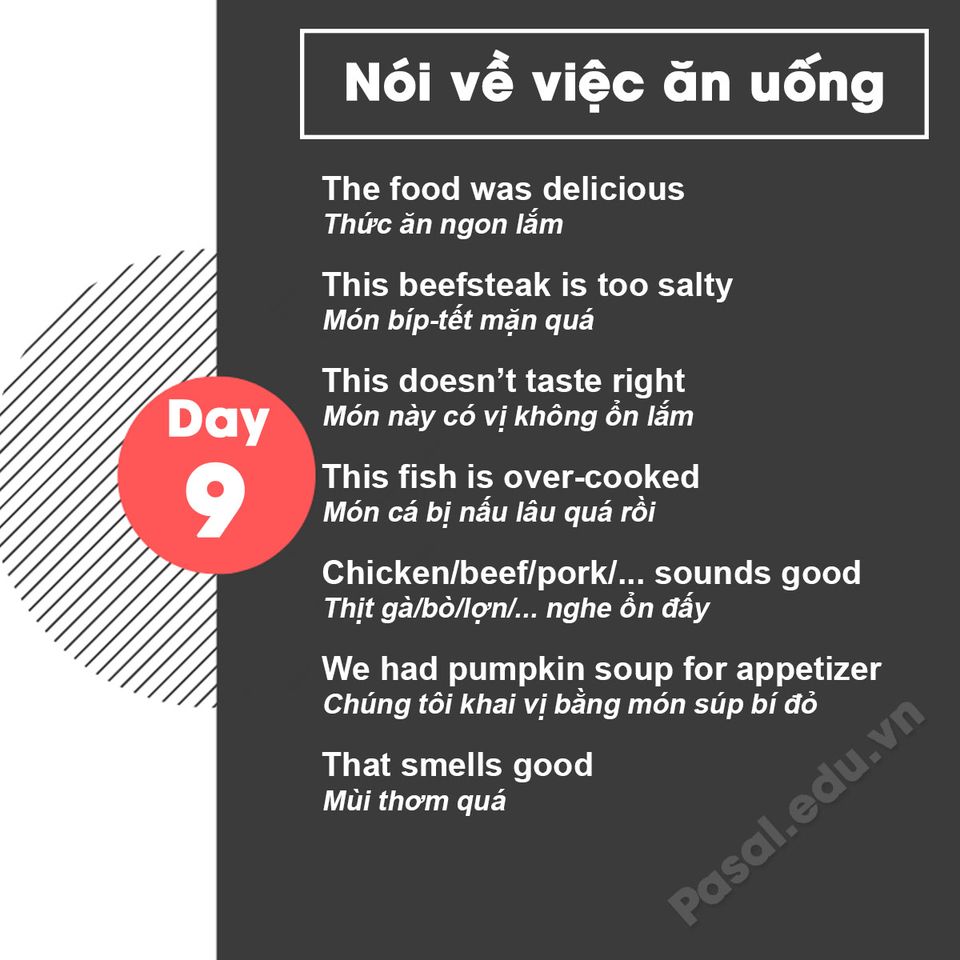 Nói về việc ăn uống
The food was delicious
Thức ăn ngon lắm
This beefsteak is too salty
Món bíp-tết mặn quá
This doesn’t taste right
Món này có vị không ổn lắm
Day
9
This fish is over-cooked
Món cá bị nấu lâu quá rồi
Chicken/beef/pork/... sounds good
Thịt gà/bò/lợn/... nghe ổn đấy
We had pumpkin soup for appetizer
Chúng tôi khai vị bằng món súp bí đỏ
That smells good
Mùi thơm quá
Pasal.edu.vn